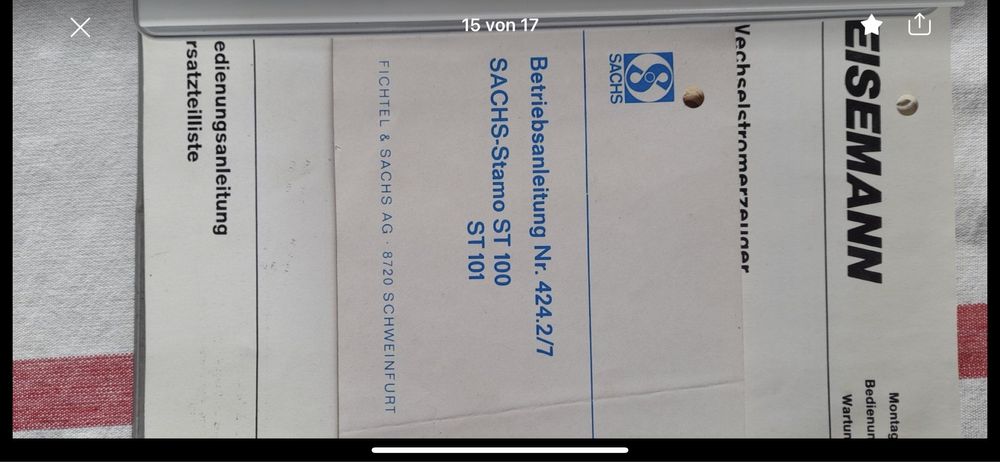 15 von 17
EISEMANN
Montag
Bedienun
Wartun
Wechselstromerzeuger
SACHS
Betriebsanleitung Nr. 424.2/7
SACHS-Stamo ST 100
ST 101
FICHTEL & SACHS AG · 8720 SCHWEINFURT
edienungsanleitung
rsatzteilliste